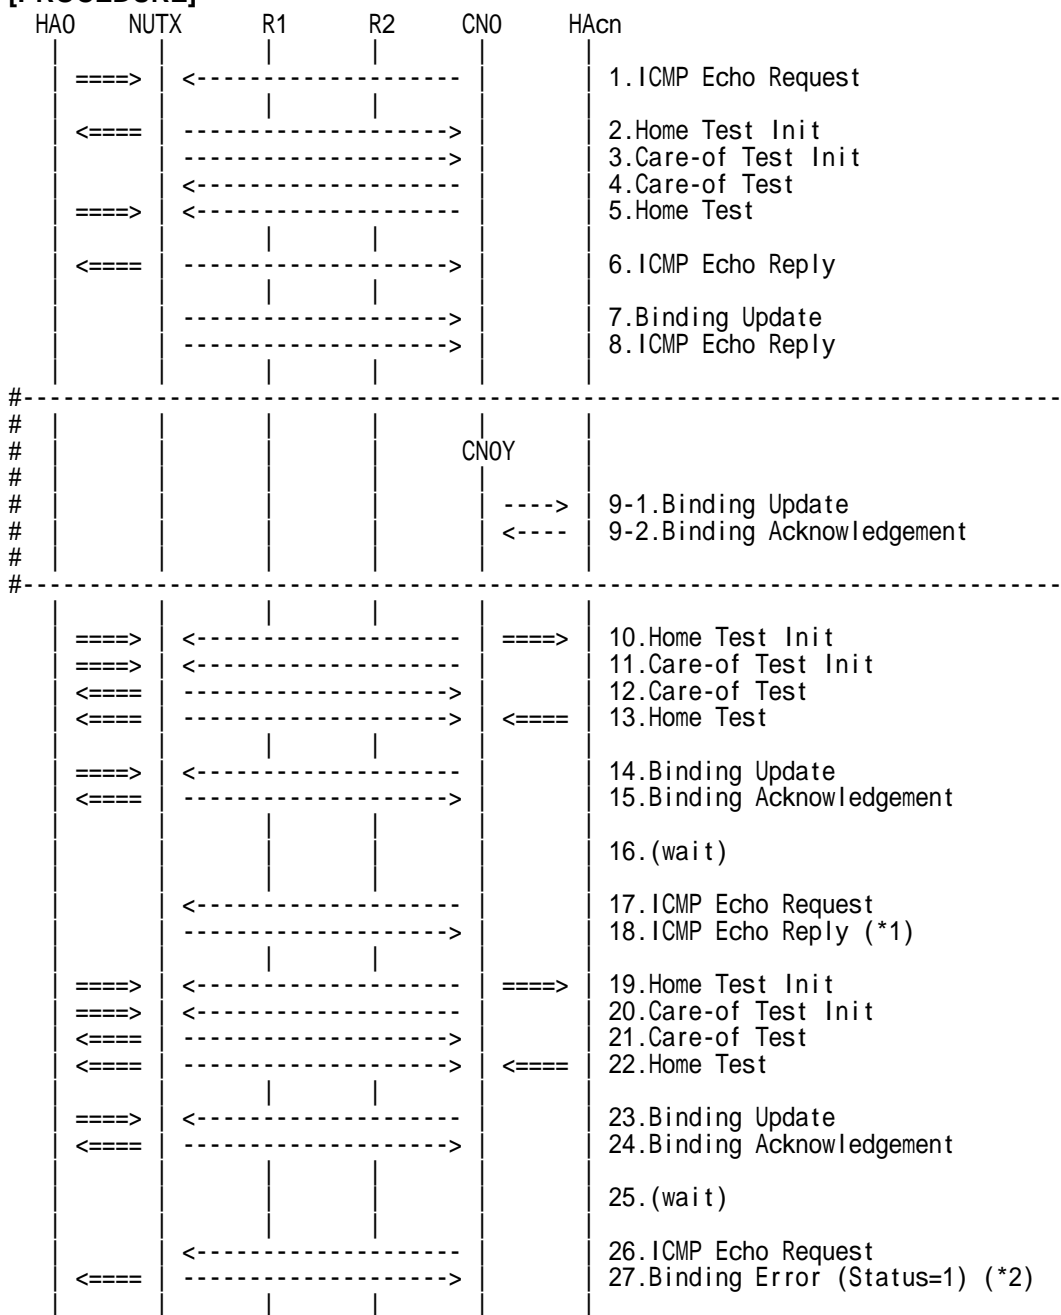 [PROCEDURE]
HA0 NUTX R1 R2 CN0 HAcn
====> <--------------------- 1.ICMP Echo Request
<==== --------------------> 2.Home Test Init
--------------------> 3.Care-of Test Init
<--------------------- 4.Care-of Test
====> <--------------------- 5.Home Test
<==== --------------------> 6.ICMP Echo Reply
--------------------> 7.Binding Update
--------------------> 8.ICMP Echo Reply
#
#
# CN0Y
#
# ----> 9-1.Binding Update
# <---- 9-2.Binding Acknowledgement
#
#
====> <--------------------- ====> 10.Home Test Init
====> <--------------------- 11.Care-of Test Init
<==== --------------------> 12.Care-of Test
<==== --------------------> <==== 13.Home Test
====> <--------------------- 14.Binding Update
<==== --------------------> 15.Binding Acknowledgement
16.(wait)
<--------------------- 17.ICMP Echo Request
--------------------> 18.ICMP Echo Reply (*1)
====> <--------------------- ====> 19.Home Test Init
====> <--------------------- 20.Care-of Test Init
<==== --------------------> 21.Care-of Test
<==== --------------------> <==== 22.Home Test
====> <--------------------- 23.Binding Update
<==== --------------------> 24.Binding Acknowledgement
25.(wait)
<--------------------- 26.ICMP Echo Request
<==== --------------------> 27.Binding Error (Status=1) (*2)